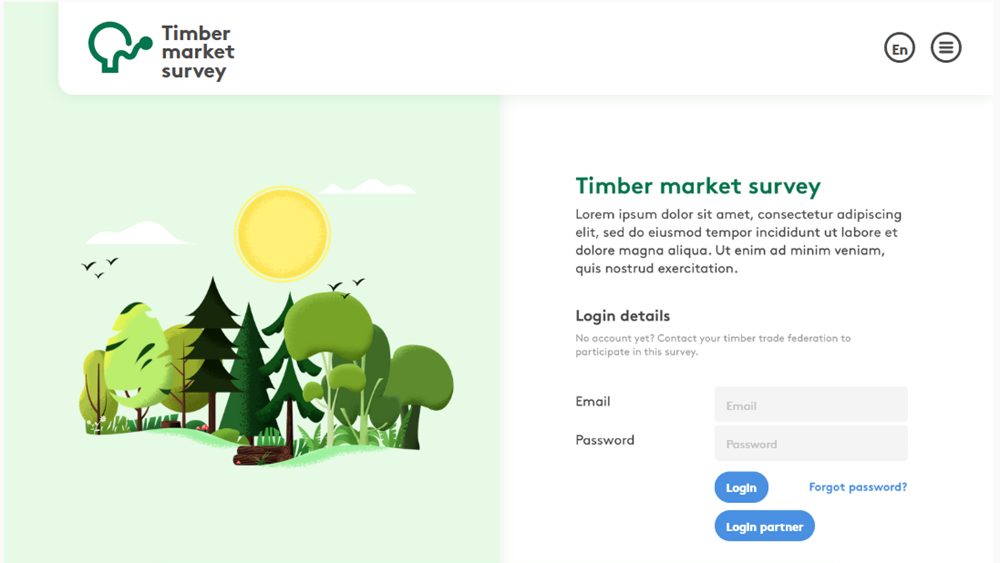 Timber
market
survey
En
Timber market survey
Lorem ipsum dolor sit amet, consectetur adipiscing
elit, sed do eiusmod tempor incididunt ut labore et
dolore magna aliqua. Ut enim ad minim veniam,
quis nostrud exercitation.
Login details
No account yet? Contact your timber trade federation to
participate in this survey.
Email
Email
Password
Password
Login
Forgot password?
Login partner